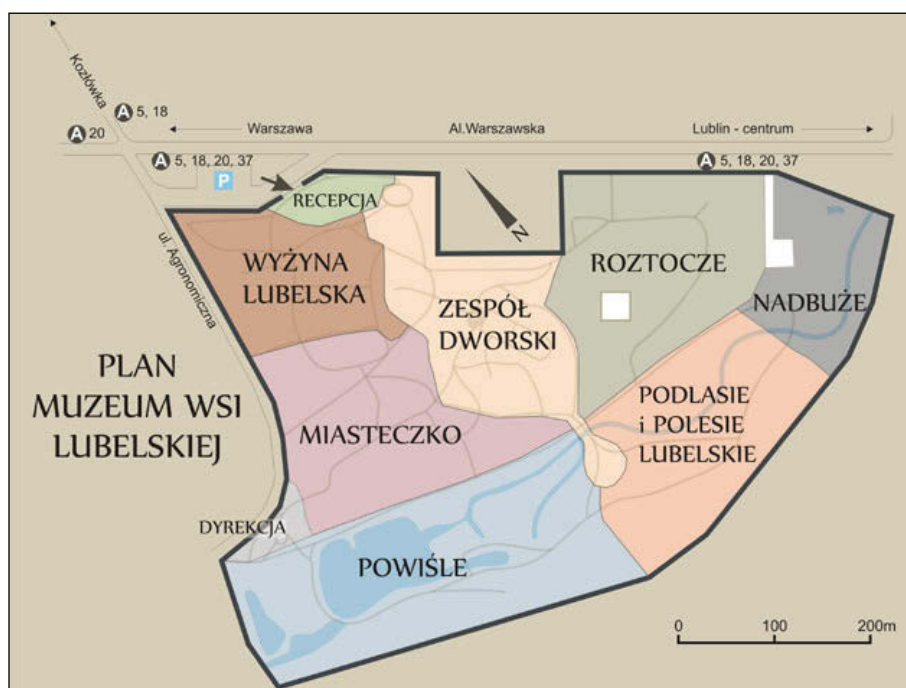 Kozłówka
A 5, 18
A 20
Warszawa
Al.Warszawska
Lublin - centrum
A 5, 18, 20, 37
A 5, 18, 20, 37
P
RECEPCJA
N
ul. Agronomiczna
WYŻYNA
LUBELSKA
ZESPÓŁ
DWORSKI
ROZTOCZE
NADBUŻE
PLAN
MUZEUM WSI
LUBELSKIEJ
MIASTECZKO
PODLASIE
i POLESIE
LUBELSKIE
DYREKCJA
POWIŚLE
0 100 200m